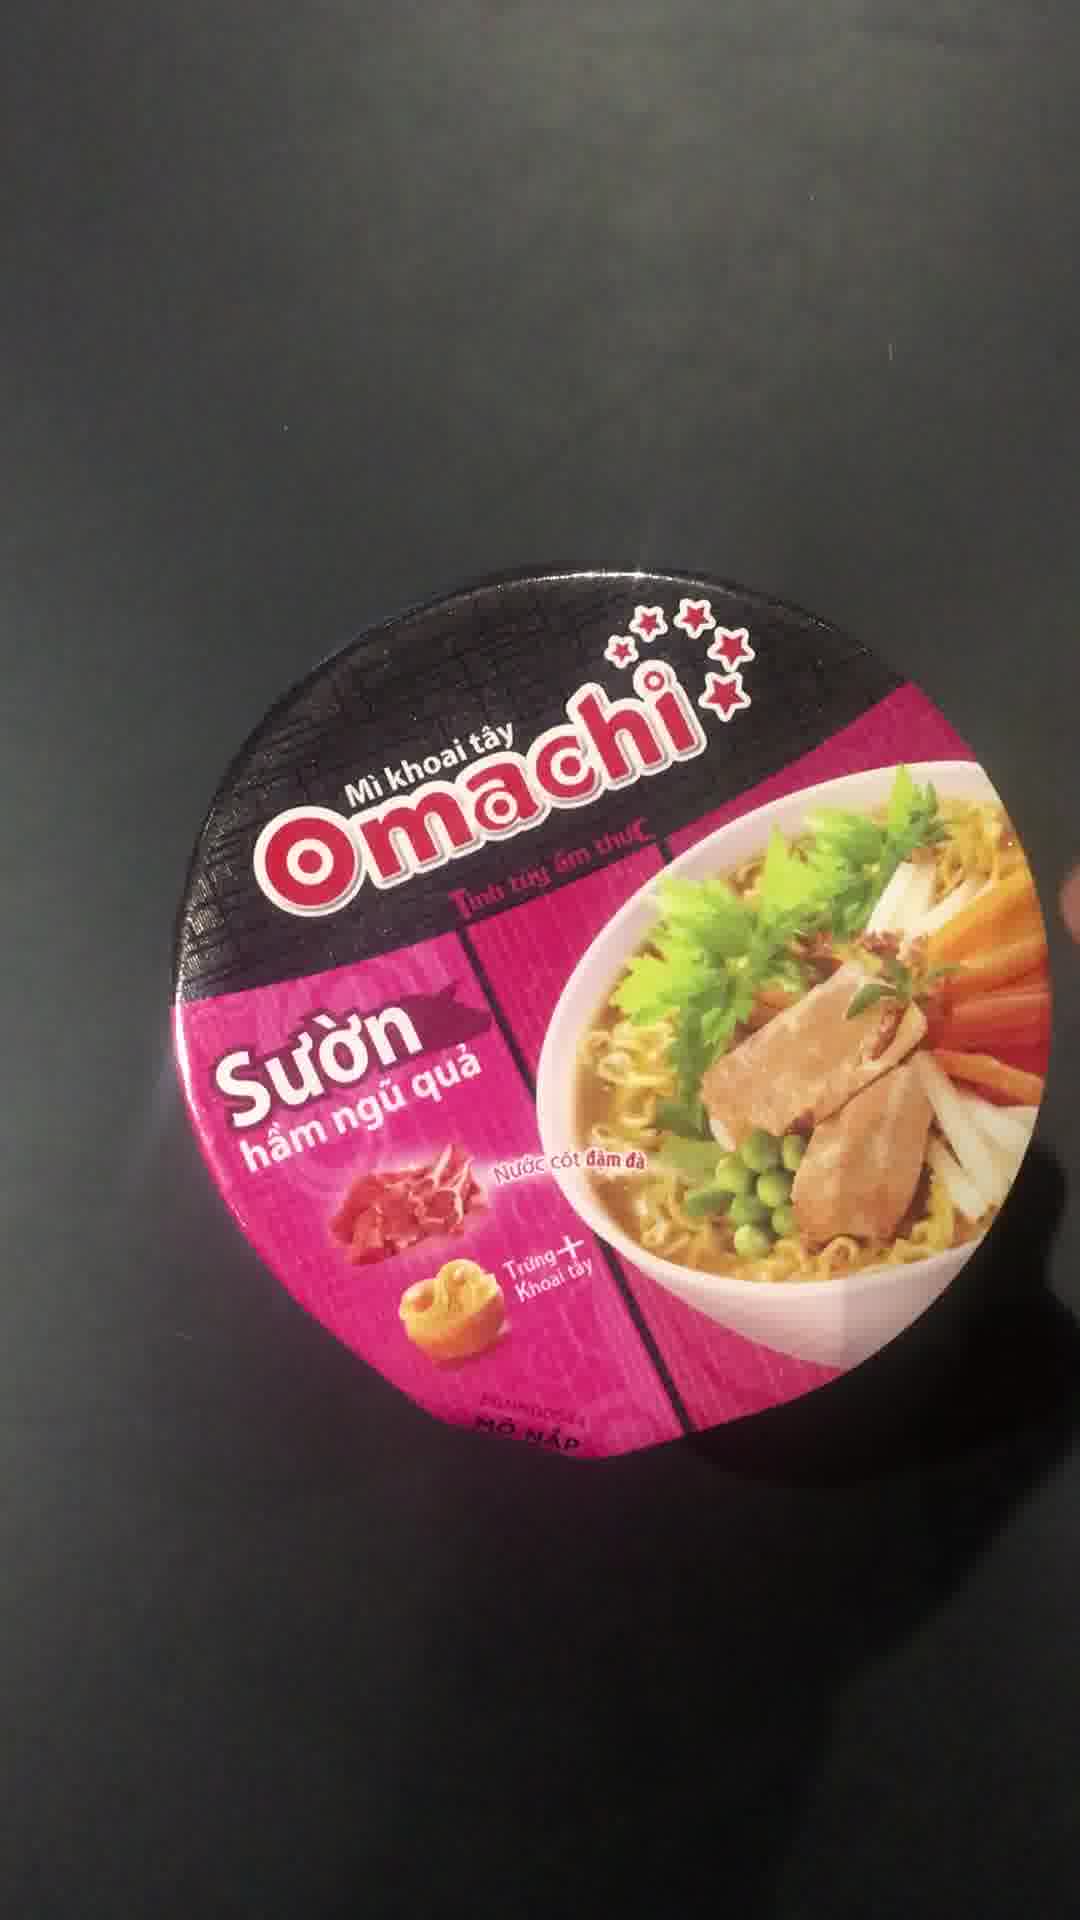 Mì khoai tây
Omachi
Tinh túy ẩm thực
Sườn
hầm ngũ quả
Nước cốt đậm đà
Trứng+
Khoai tây
MỞ NẮP